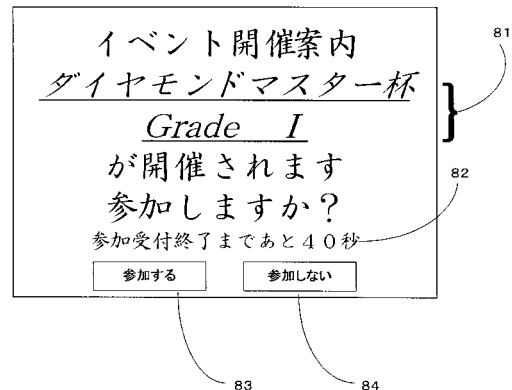 イベント開催案内
ダイヤモンドマスター杯
Grade I
が開催されます
参加しますか?
参加受付終了まであと40秒
参加する 参加しない
81
82
83 84